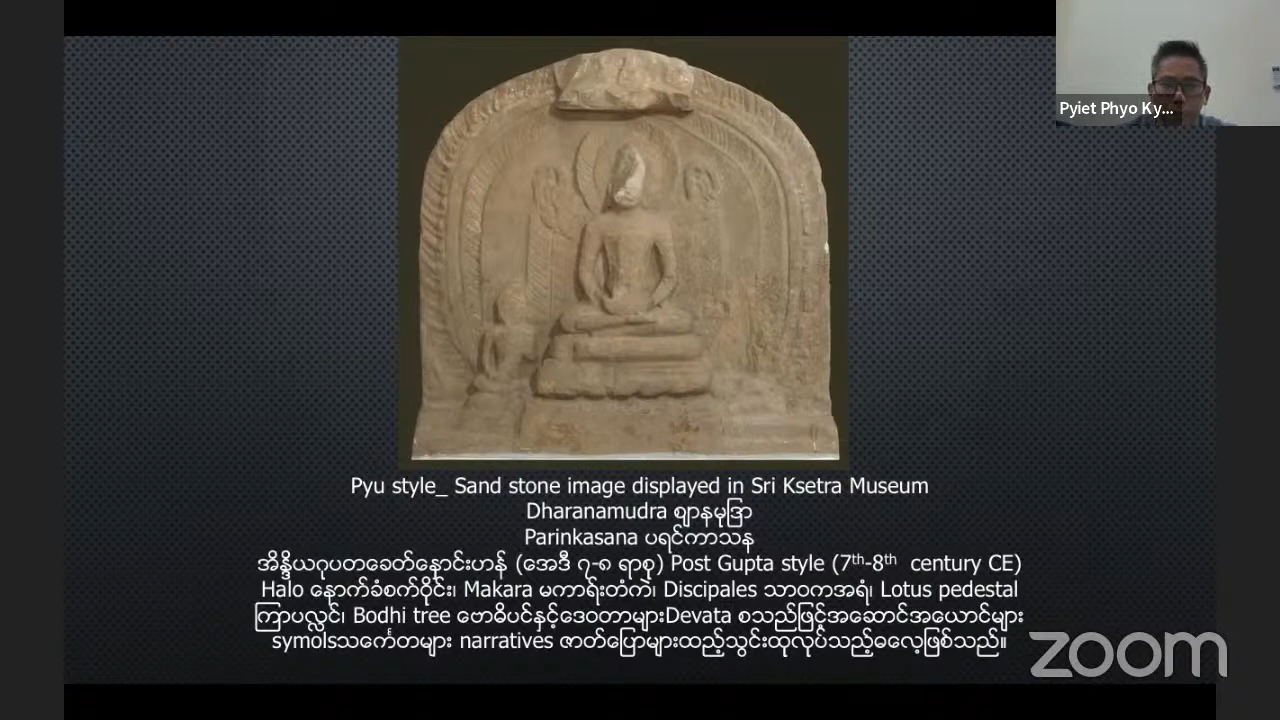 Pyiet Phyo Ky...
Pyu style_ Sand stone image displayed in Sri Ksetra Museum
Dharanamudra ဈာနမုဒြာ
Parinkasana ပရင်ကာသန
အိန္ဒိယဂုပတခေတ်နှောင်းဟန် (အေဒီ ၇-၈ ရာစု) Post Gupta style (7th-8th century CE)
Halo နောက်ခံစက်ဝိုင်း၊ Makara မကာရ်းတံကဲ၊ Discipales သာဝကအရံ၊ Lotus pedestal
ကြာပလ္လင်၊ Bodhi tree ဗောဓိပင်နှင့်ဒေဝတာများDevata စသည်ဖြင့်အဆောင်အယောင်များ
symolsသင်္ကေတများ narratives ဇာတ်ပြောများထည့်သွင်းထုလုပ်သည့်ဓလေ့ဖြစ်သည်။
zoom